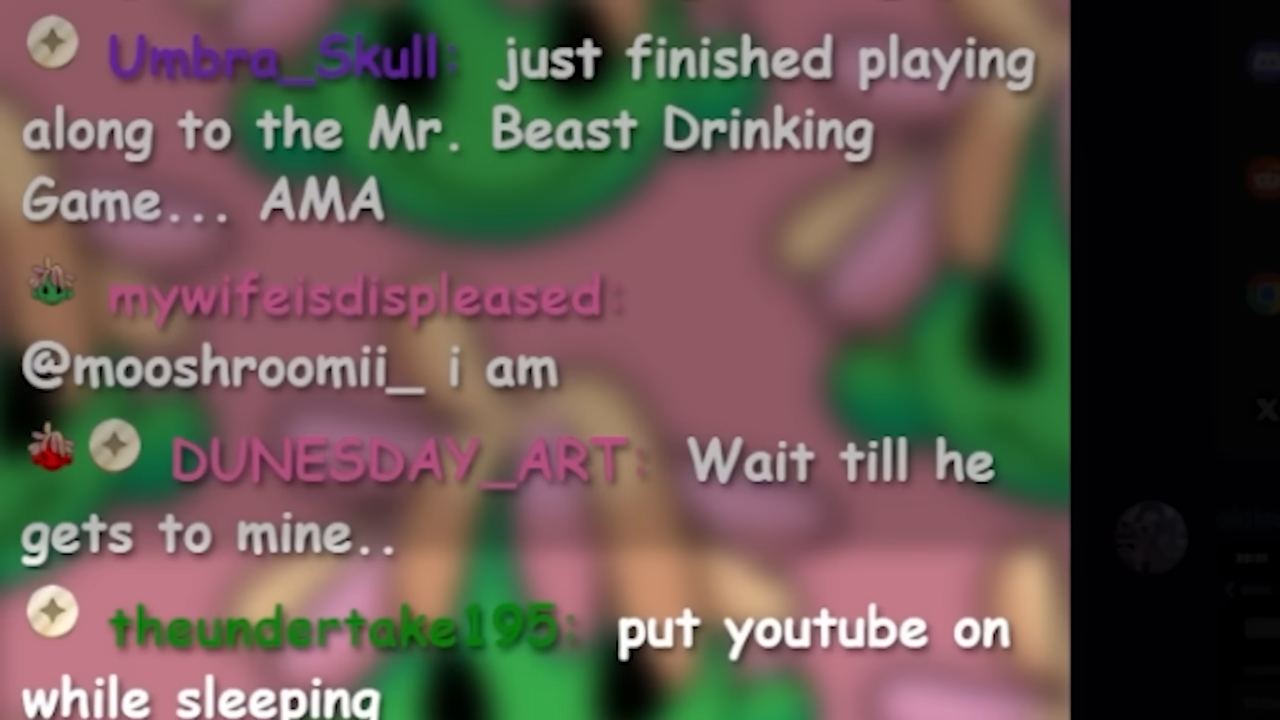 Umbra_Skull: just finished playing
along to the Mr. Beast Drinking
Game... AMA
mywifeisdispleased:
@mooshroomii_ i am
DUNESDAY_ART: Wait till he
gets to mine..
theundertake195: put youtube on
while sleeping